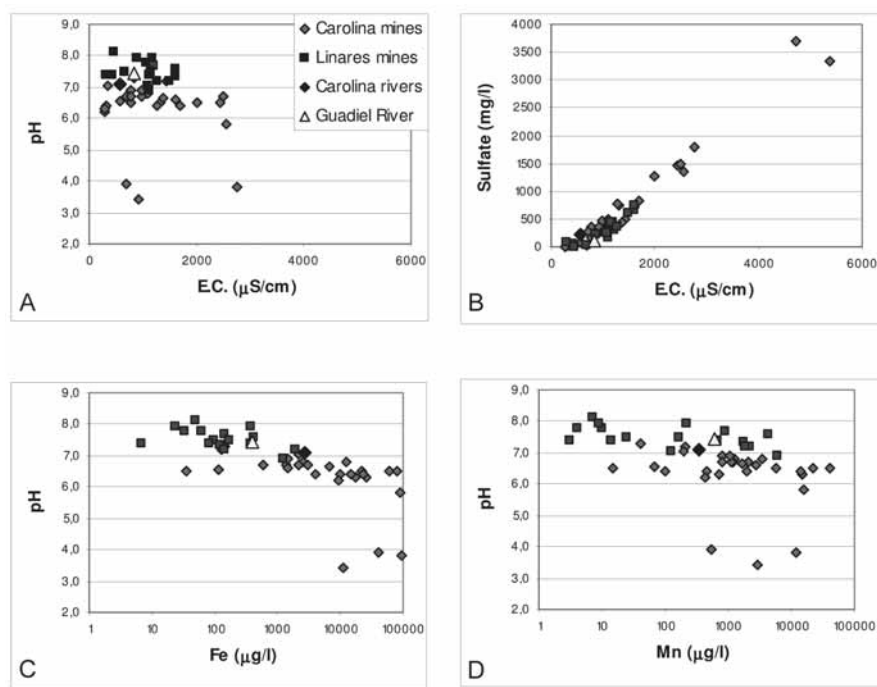 9,0
8,0
7,0
6,0
5,0
4,0
3,0
2,0
pH
0 2000 4000 6000
E.C. (μS/cm)
A
Carolina mines
Linares mines
Carolina rivers
Guadiel River
4000
3500
3000
2500
2000
1500
1000
500
0
Sulfate (mg/l)
0 2000 4000 6000
E.C. (μS/cm)
B
9,0
8,0
7,0
6,0
5,0
4,0
3,0
2,0
pH
1 10 100 1000 10000 100000
Fe (μg/l)
C
9,0
8,0
7,0
6,0
5,0
4,0
3,0
2,0
pH
1 10 100 1000 10000 100000
Mn (μg/l)
D